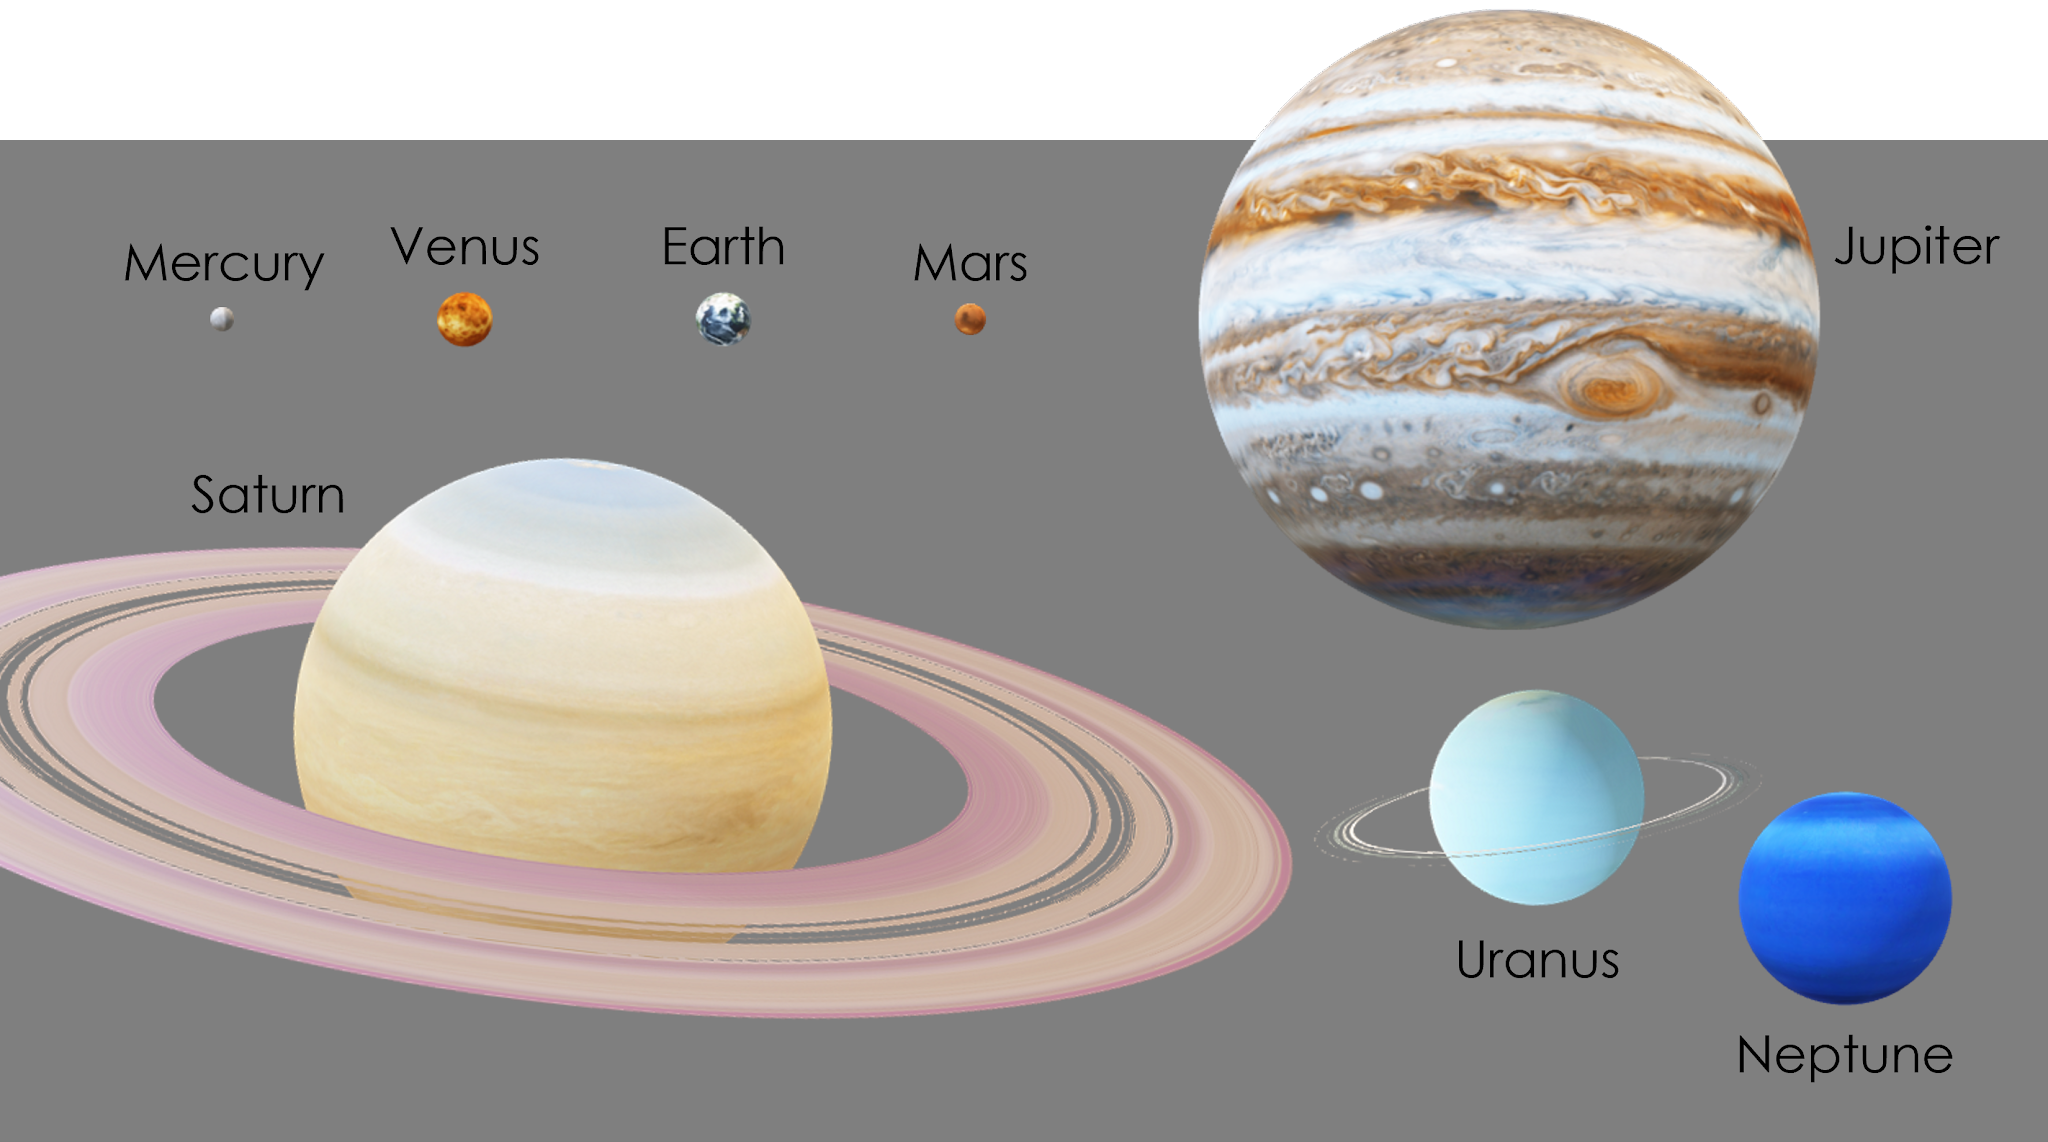 Mercury
Venus
Earth
Mars
Jupiter
Saturn
Uranus
Neptune